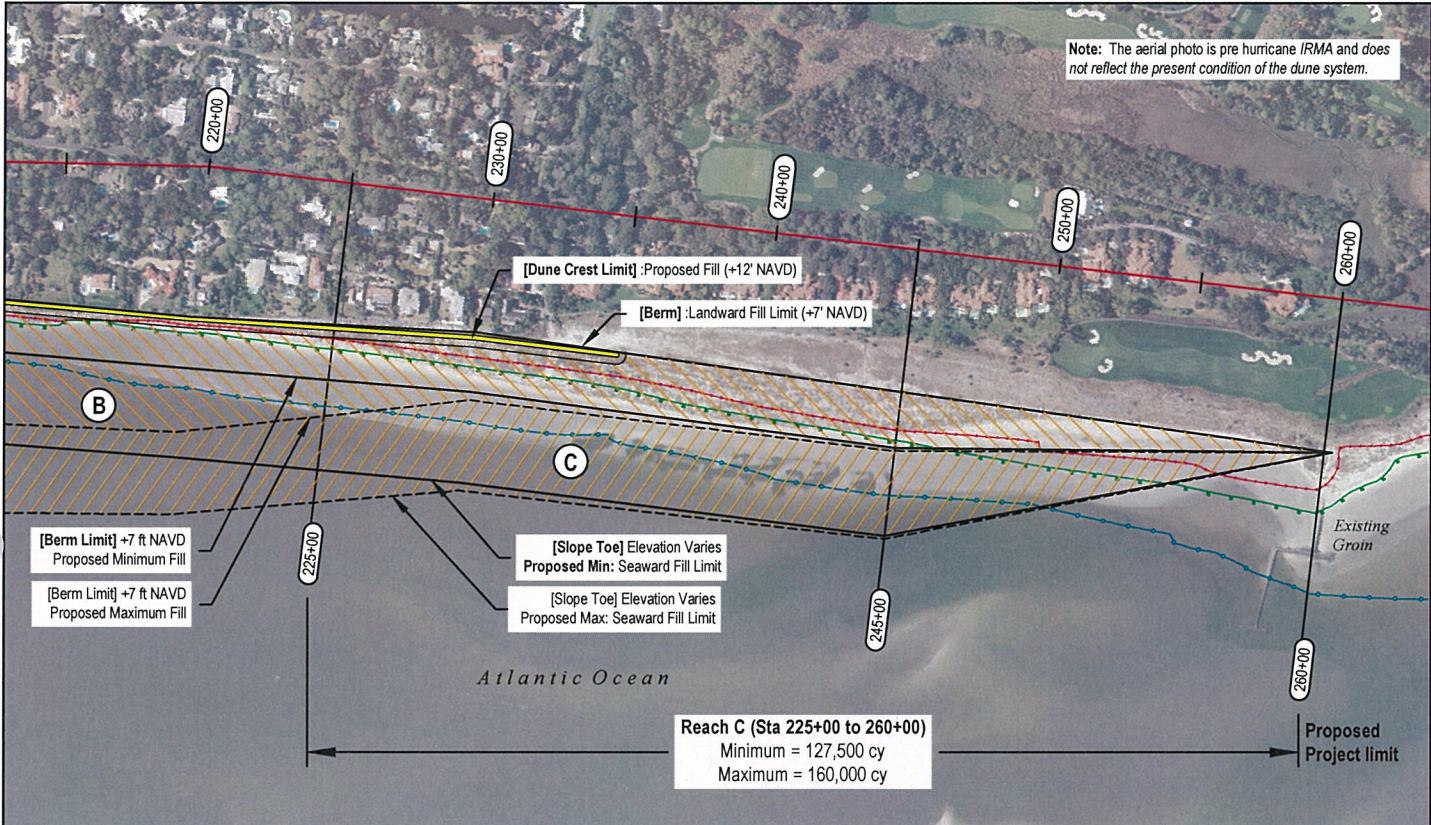 Note: The aerial photo is pre hurricane IRMA and does
not reflect the present condition of the dune system.
220+00
230+00
240+00
250+00
260+00
[Dune Crest Limit] :Proposed Fill (+12' NAVD)
[Berm] :Landward Fill Limit (+7' NAVD)
B
C
[Berm Limit] +7 ft NAVD
Proposed Minimum Fill
[Berm Limit] +7 ft NAVD
Proposed Maximum Fill
225+00
[Slope Toe] Elevation Varies
Proposed Min: Seaward Fill Limit
[Slope Toe] Elevation Varies
Proposed Max: Seaward Fill Limit
245+00
Existing
Groin
260+00
Atlantic Ocean
Reach C (Sta 225+00 to 260+00)
Minimum = 127,500 cy
Maximum = 160,000 cy
Proposed
Project limit